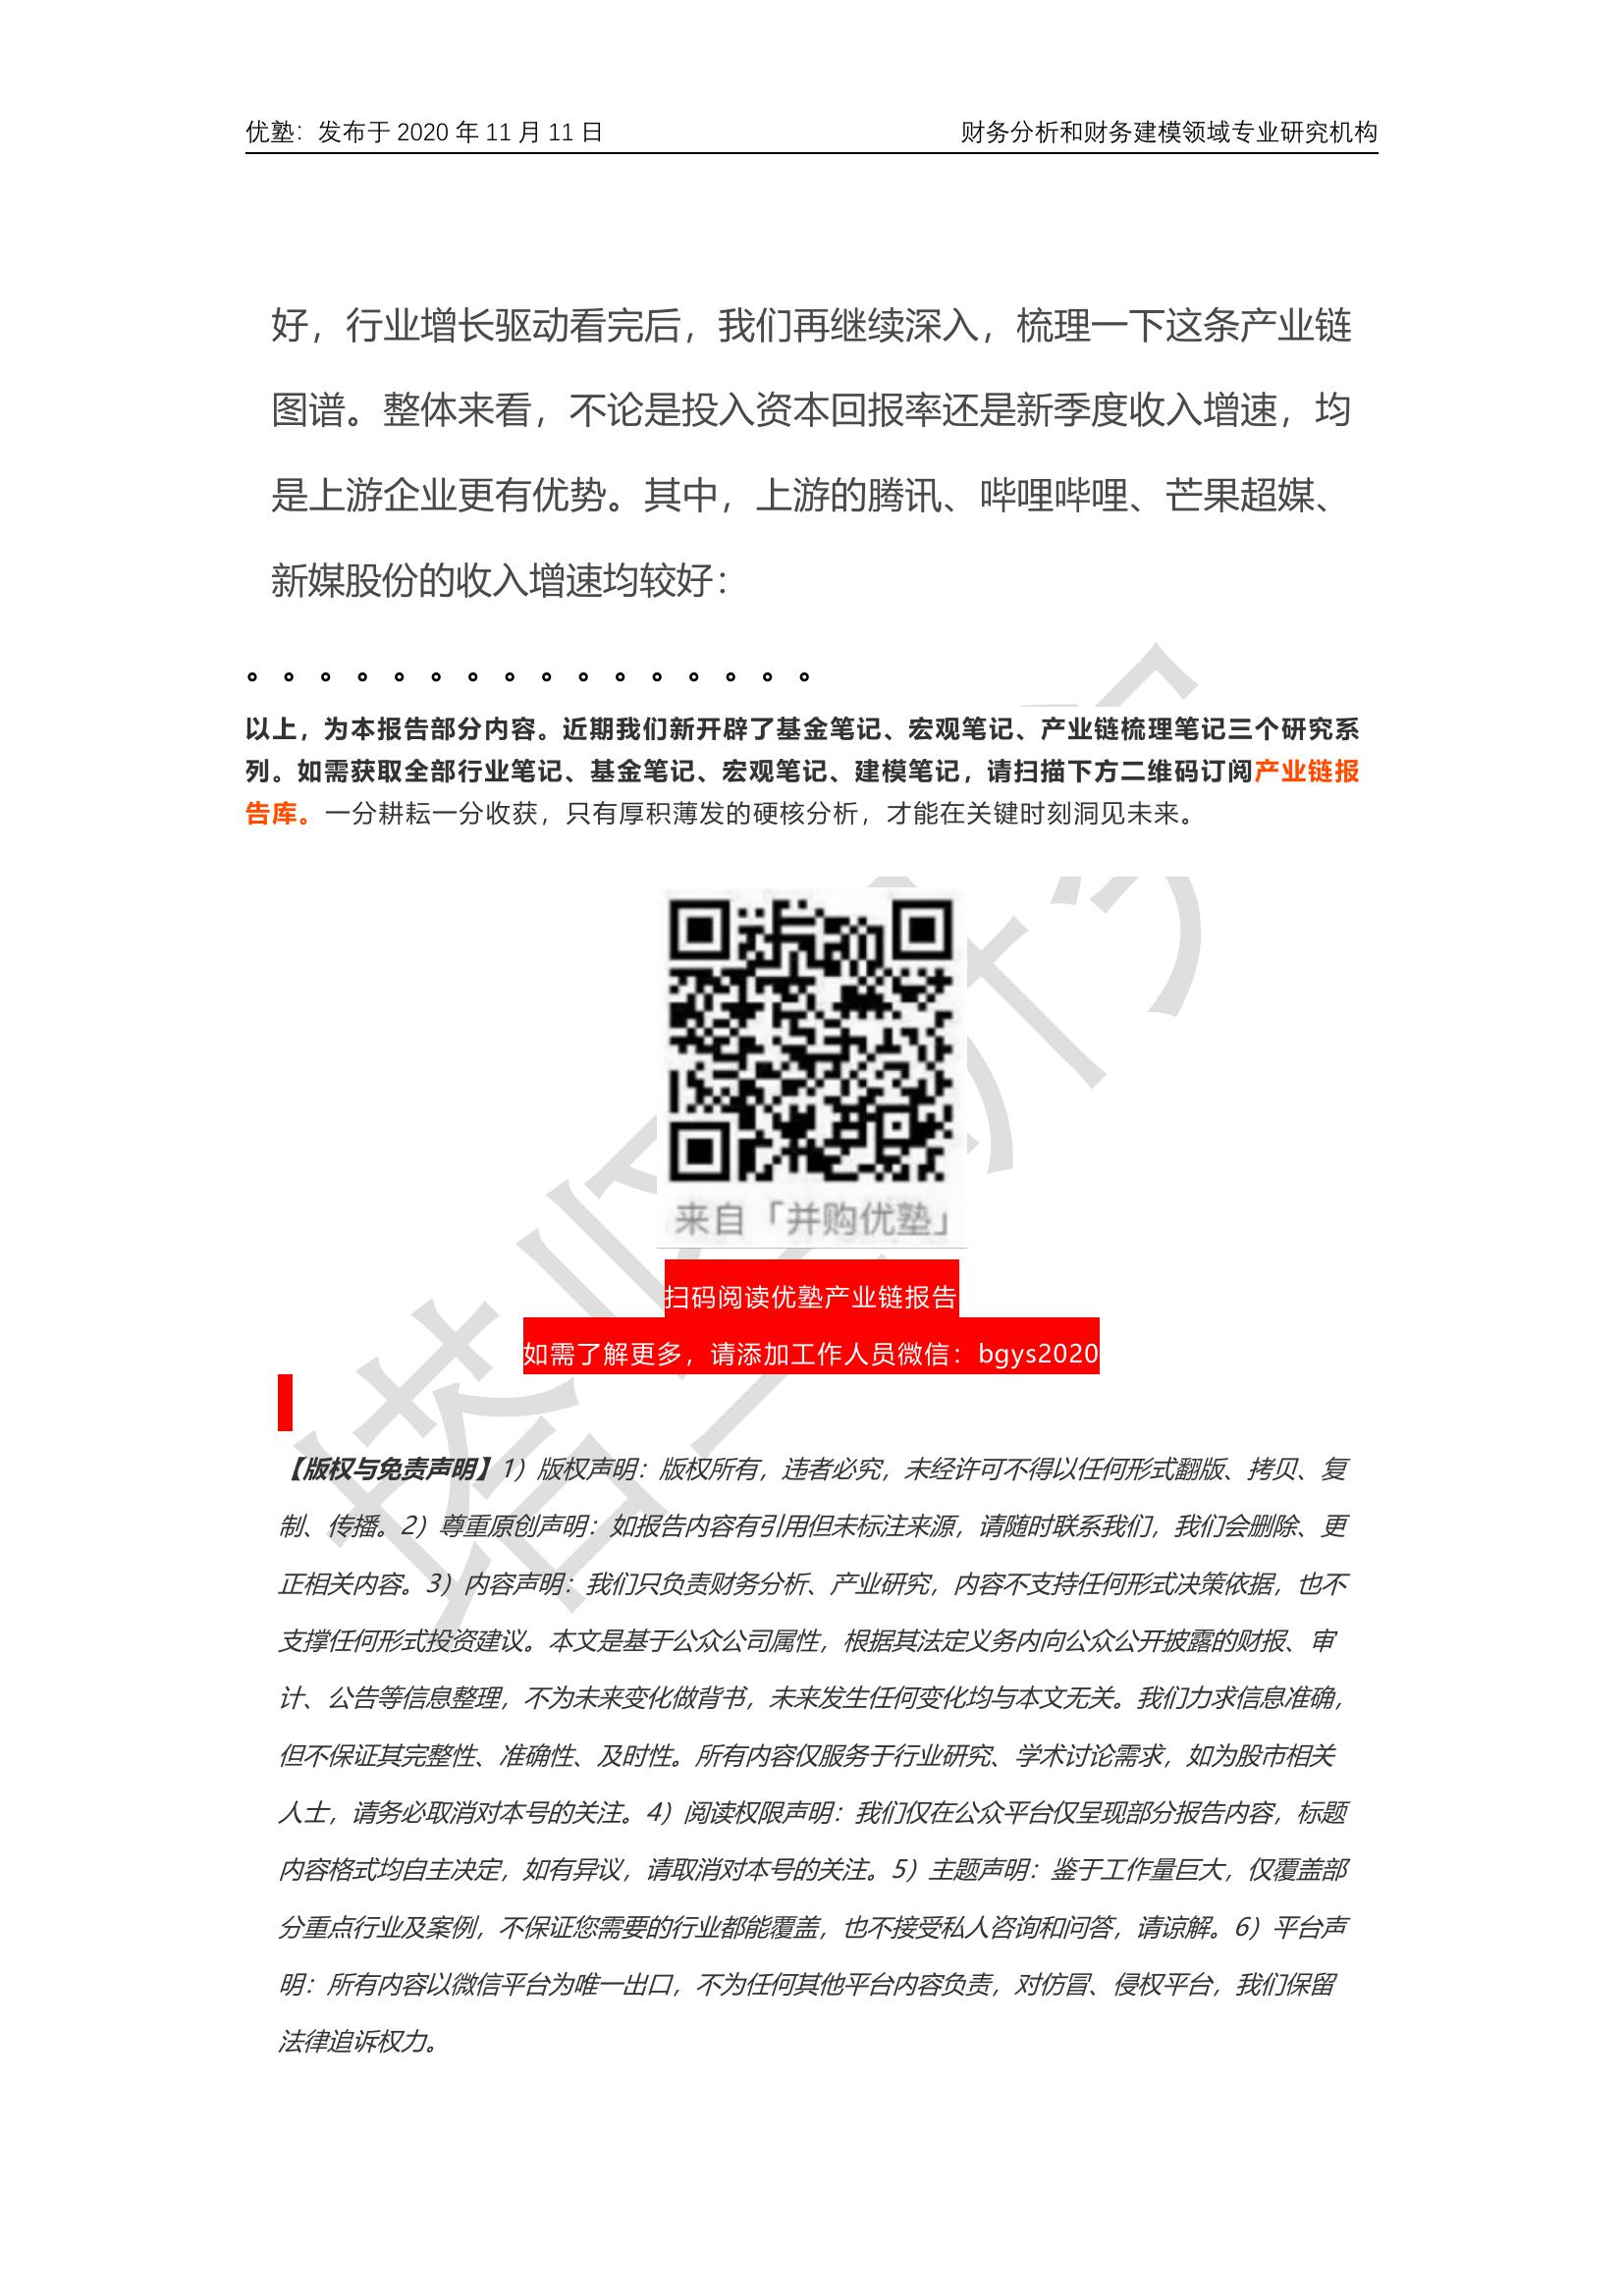 优塾：发布于 2020 年 11 月 11 日
财务分析和财务建模领域专业研究机构
好，行业增长驱动看完后，我们再继续深入，梳理一下这条产业链
图谱。整体来看，不论是投入资本回报率还是新季度收入增速，均
是上游企业更有优势。其中，上游的腾讯、哔哩哔哩、芒果超媒、
新媒股份的收入增速均较好：
。。。。。。。。。。。。。。。。
以上，为本报告部分内容。近期我们新开辟了基金笔记、宏观笔记、产业链梳理笔记三个研究系
列。如需获取全部行业笔记、基金笔记、宏观笔记、建模笔记，请扫描下方二维码订阅产业链报
告库。一分耕耘一分收获，只有厚积薄发的硬核分析，才能在关键时刻洞见未来。
来自「并购优塾」
扫码阅读优塾产业链报告
如需了解更多，请添加工作人员微信：bgys2020
【版权与免责声明】1）版权声明：版权所有，违者必究，未经许可不得以任何形式翻版、拷贝、复
制、传播。2）尊重原创声明：如报告内容有引用但未标注来源，请随时联系我们，我们会删除、更
正相关内容。3）内容声明：我们只负责财务分析、产业研究，内容不支持任何形式决策依据，也不
支撑任何形式投资建议。本文是基于公众公司属性，根据其法定义务内向公众公开披露的财报、审
计、公告等信息整理，不为未来变化做背书，未来发生任何变化均与本文无关。我们力求信息准确，
但不保证其完整性、准确性、及时性。所有内容仅服务于行业研究、学术讨论需求，如为股市相关
人士，请务必取消对本号的关注。4）阅读权限声明：我们仅在公众平台仅呈现部分报告内容，标题
内容格式均自主决定，如有异议，请取消对本号的关注。5）主题声明：鉴于工作量巨大，仅覆盖部
分重点行业及案例，不保证您需要的行业都能覆盖，也不接受私人咨询和问答，请谅解。6）平台声
明：所有内容以微信平台为唯一出口，不为任何其他平台内容负责，对仿冒、侵权平台，我们保留
法律追诉权力。